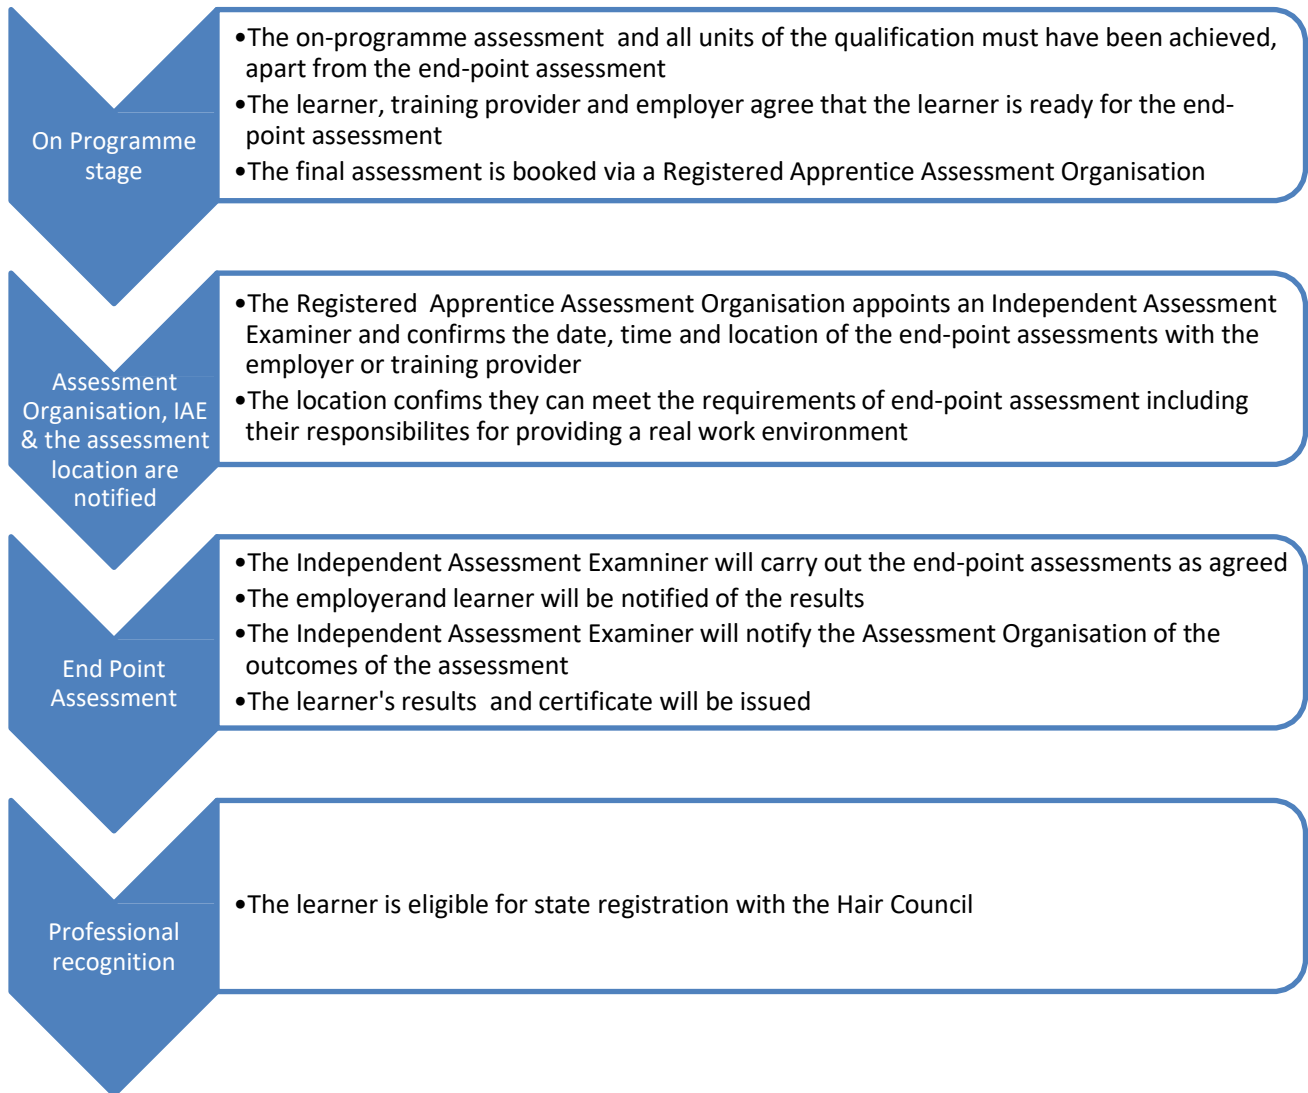 On Programme
stage
•The on-programme assessment  and all units of the qualification must have been achieved,
apart from the end-point assessment
•The learner, training provider and employer agree that the learner is ready for the end-
point assessment
•The final assessment is booked via a Registered Apprentice Assessment Organisation
Assessment
Organisation, IAE
& the assessment
location are
notified
•The Registered  Apprentice Assessment Organisation appoints an Independent Assessment
Examiner and confirms the date, time and location of the end-point assessments with the
employer or training provider
•The location confims they can meet the requirements of end-point assessment including
their responsibilites for providing a real work environment
End Point
Assessment
•The Independent Assessment Examniner will carry out the end-point assessments as agreed
•The employerand learner will be notified of the results
•The Independent Assessment Examiner will notify the Assessment Organisation of the
outcomes of the assessment
•The learner's results  and certificate will be issued
Professional
recognition
•The learner is eligible for state registration with the Hair Council